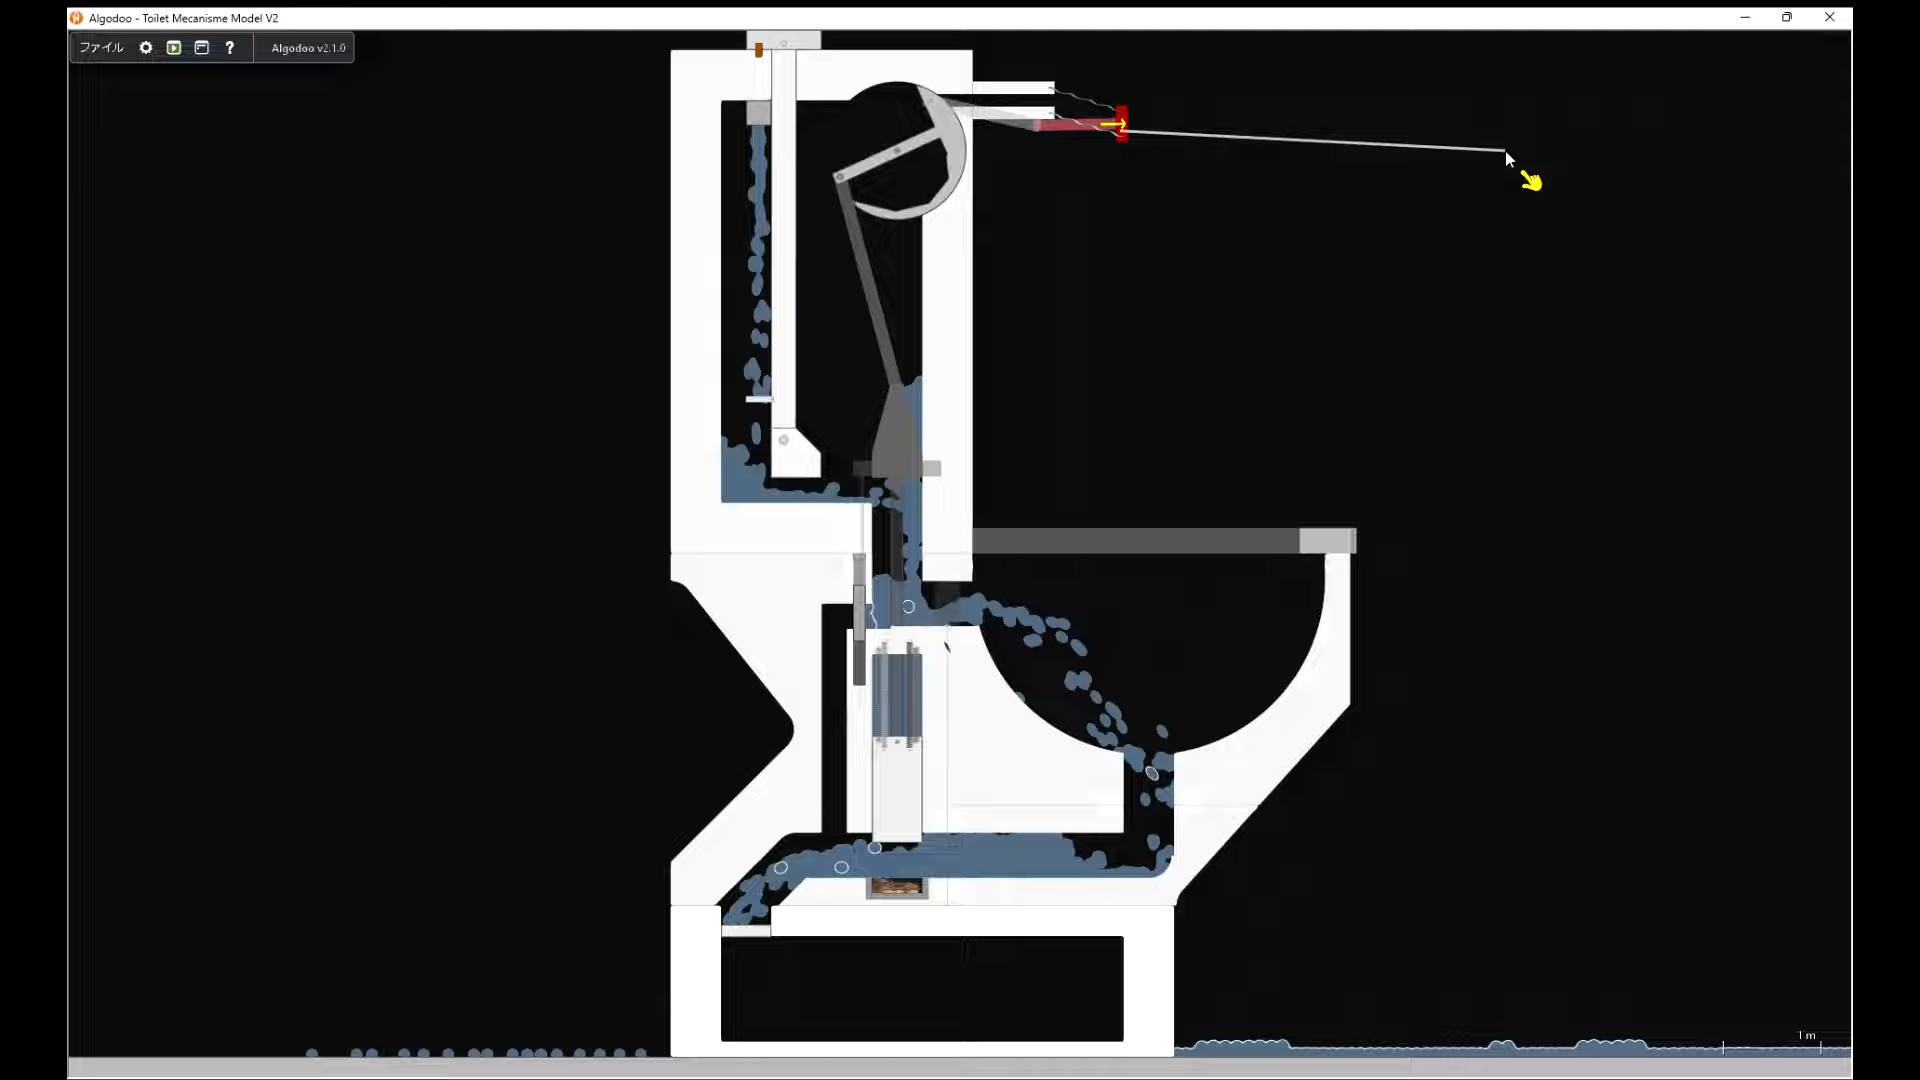 Algodoo - Toilet Mecanisme Model V2
ファイル ? Algodoo v2.1.0
1 m